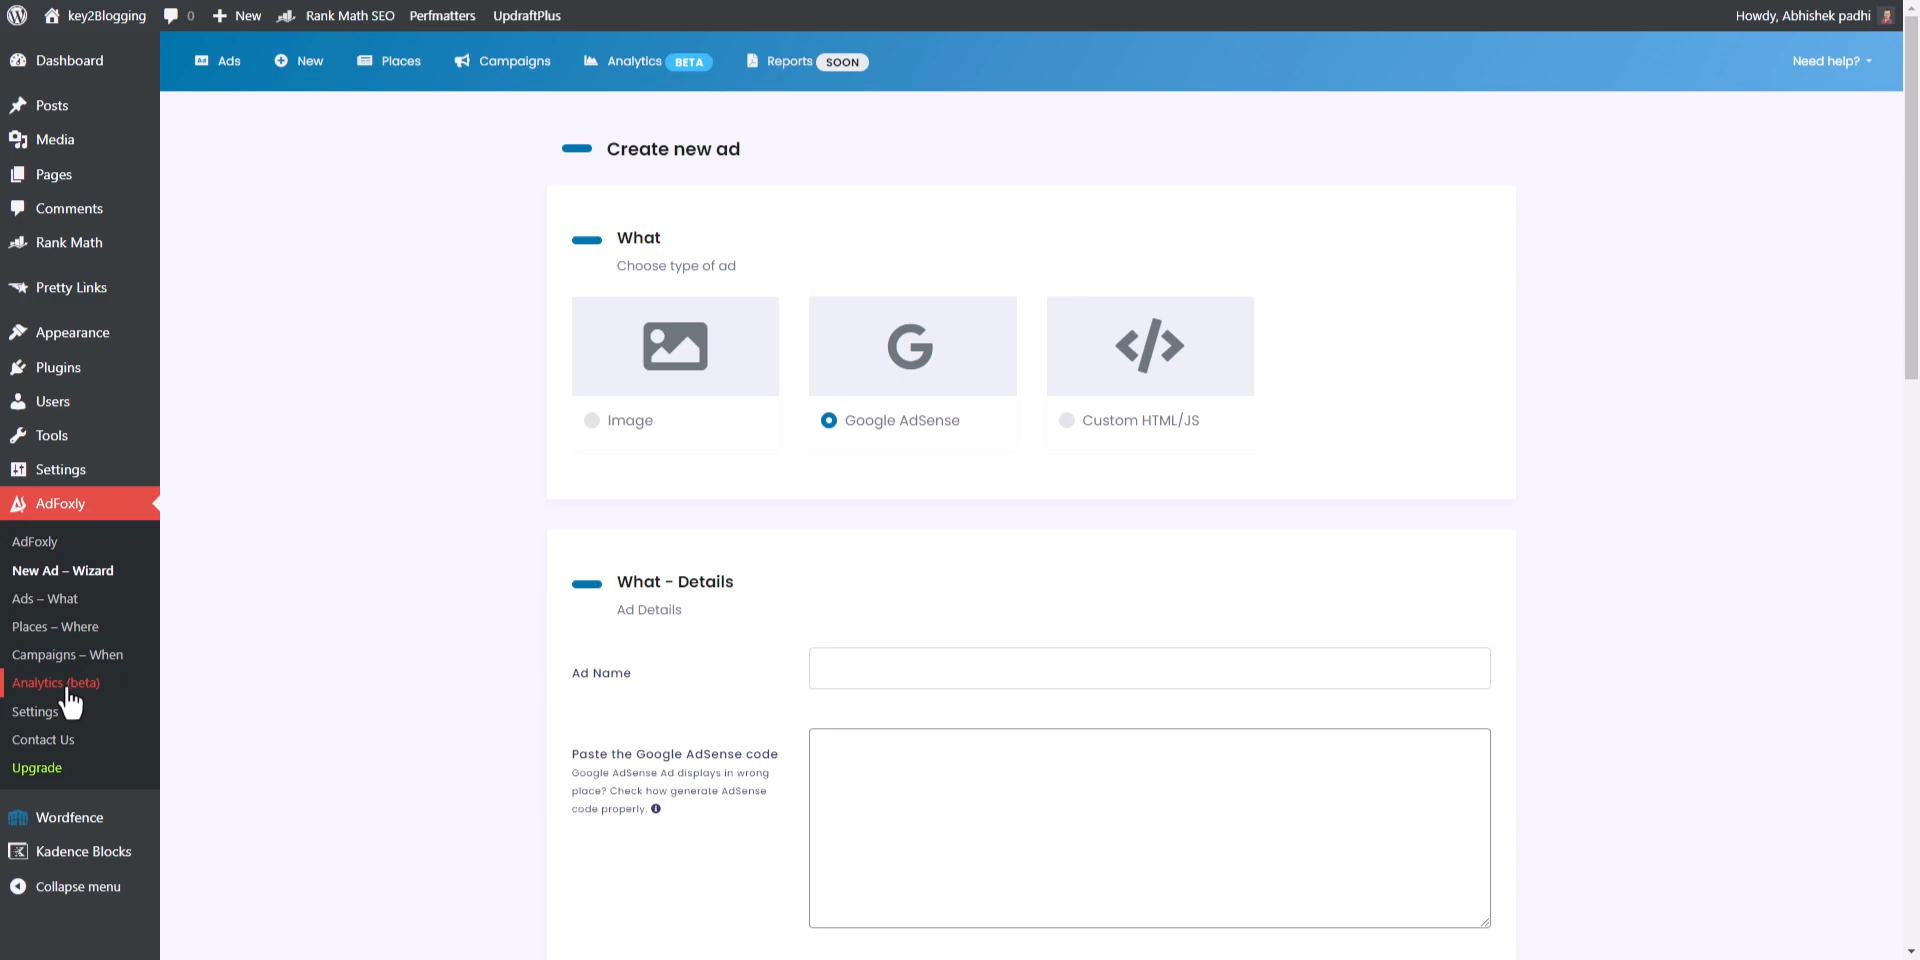 key2Blogging 0 New Rank Math SEO Perfmatters UpdraftPlus Howdy, Abhishek padhi
Ads New Places Campaigns Analytics BETA Reports SOON Need help?
Dashboard
Posts
Media
Pages
Comments
Rank Math
Pretty Links
Appearance
Plugins
Users
Tools
Settings
AdFoxly
AdFoxly
New Ad – Wizard
Ads – What
Places – Where
Campaigns – When
Analytics (beta)
Settings
Contact Us
Upgrade
Wordfence
Kadence Blocks
Collapse menu
Create new ad
What
Choose type of ad
Image Google AdSense Custom HTML/JS
What - Details
Ad Details
Ad Name
Paste the Google AdSense code
Google AdSense Ad displays in wrong
place? Check how generate AdSense
code properly.